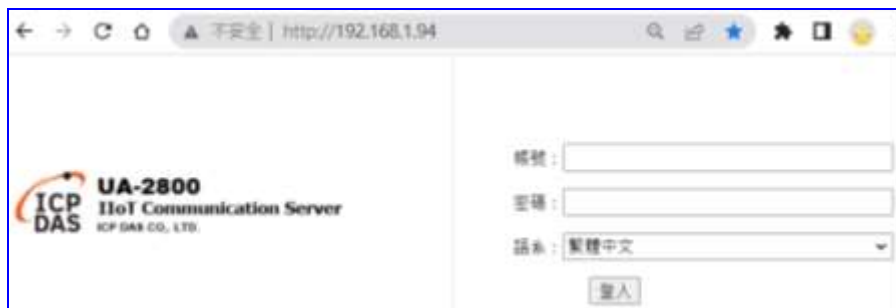 不安全 | http://192.168.1.94
ICP
DAS
UA-2800
IIoT Communication Server
ICP DAS CO., LTD.
帳號：
密碼：
語系：繁體中文
登入